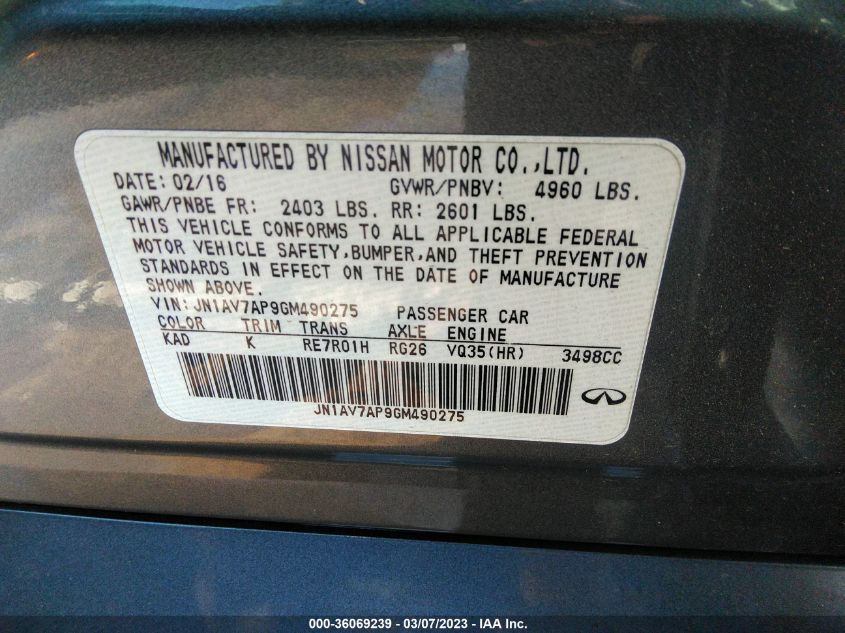 MANUFACTURED BY NISSAN MOTOR CO.,LTD.
DATE: 02/16 GVWR/PNBV: 4960 LBS.
GAWR/PNBE FR: 2403 LBS. RR: 2601 LBS.
THIS VEHICLE CONFORMS TO ALL APPLICABLE FEDERAL
MOTOR VEHICLE SAFETY,BUMPER,AND THEFT PREVENTION
STANDARDS IN EFFECT ON THE DATE OF MANUFACTURE
SHOWN ABOVE.
VIN:JN1AV7AP9GM490275 PASSENGER CAR
COLOR TRIM TRANS AXLE ENGINE
KAD K RE7R01H RG26 VQ35(HR) 3498CC
JN1AV7AP9GM490275
000-36069239 - 03/07/2023 - IAA Inc.